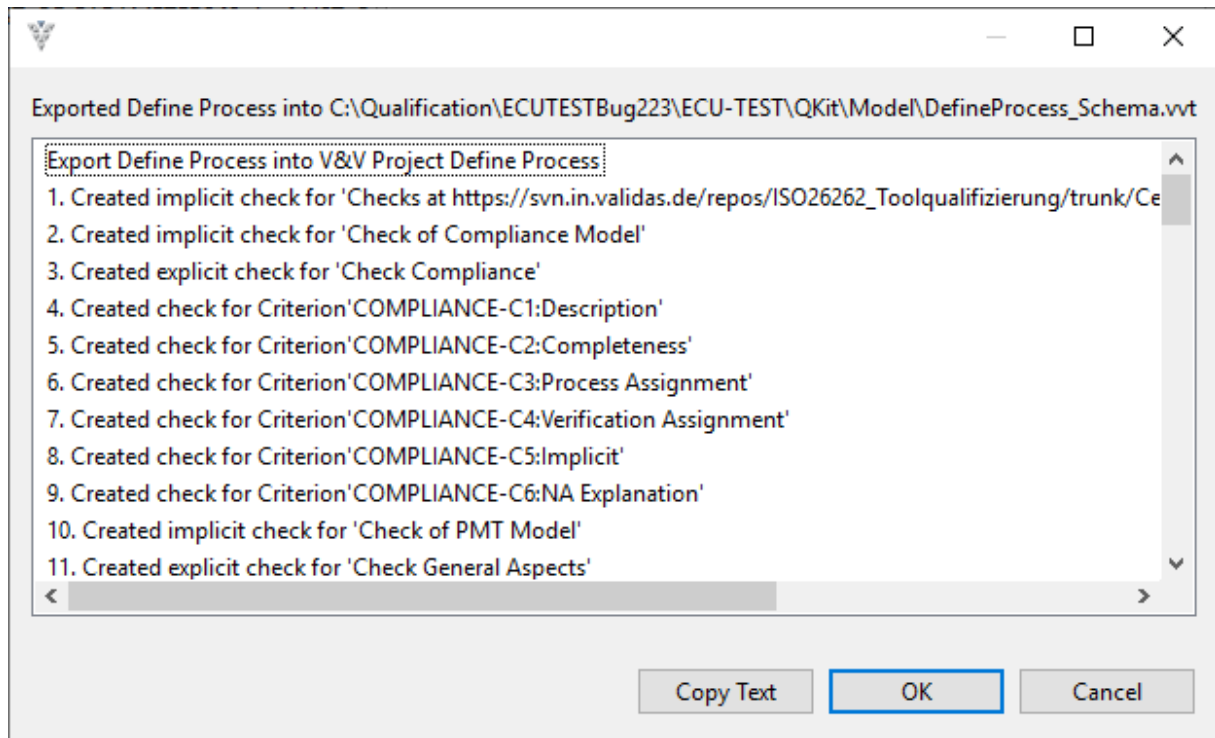 Exported Define Process into C:\Qualification\ECUTESTBug223\ECU-TEST\QKit\Model\DefineProcess_Schema.vvt
Export Define Process into V&V Project Define Process
1. Created implicit check for 'Checks at https://svn.in.validas.de/repos/ISO26262_Toolqualifizierung/trunk/Ce
2. Created implicit check for 'Check of Compliance Model'
3. Created explicit check for 'Check Compliance'
4. Created check for Criterion'COMPLIANCE-C1:Description'
5. Created check for Criterion'COMPLIANCE-C2:Completeness'
6. Created check for Criterion'COMPLIANCE-C3:Process Assignment'
7. Created check for Criterion'COMPLIANCE-C4:Verification Assignment'
8. Created check for Criterion'COMPLIANCE-C5:Implicit'
9. Created check for Criterion'COMPLIANCE-C6:NA Explanation'
10. Created implicit check for 'Check of PMT Model'
11. Created explicit check for 'Check General Aspects'
Copy Text OK Cancel